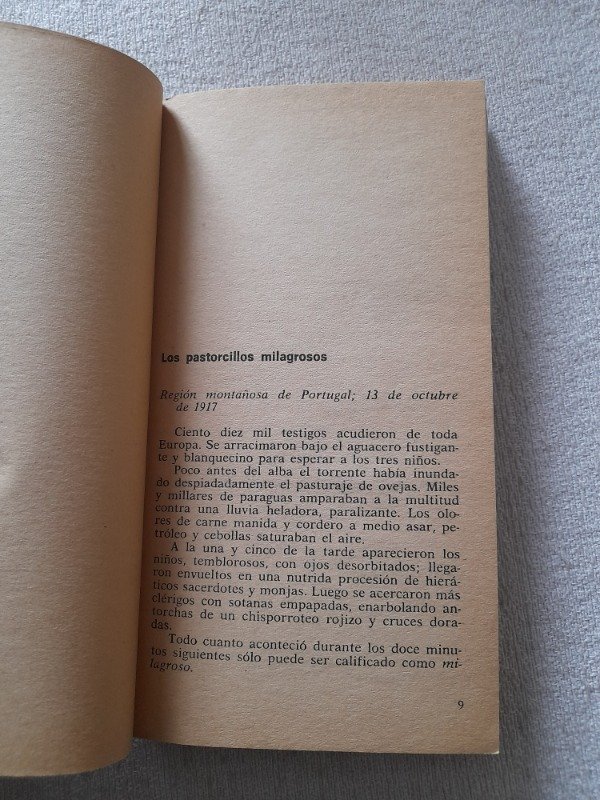 Los pastorcillos milagrosos
Región montañosa de Portugal; 13 de octubre
de 1917
Ciento diez mil testigos acudieron de toda
Europa. Se arracimaron bajo el aguacero fustigan-
te y blanquecino para esperar a los tres niños.
Poco antes del alba el torrente había inunda-
do despiadadamente el pasturaje de ovejas. Miles
y millares de paraguas amparaban a la multitud
contra una lluvia heladora, paralizante. Los olo-
res de carne manida y cordero a medio asar, pe-
tróleo y cebollas saturaban el aire.
A la una y cinco de la tarde aparecieron los
niños, temblorosos, con ojos desorbitados; llega-
ron envueltos en una nutrida procesión de hierá-
ticos sacerdotes y monjas. Luego se acercaron más
clérigos con sotanas empapadas, enarbolando an-
torchas de un chisporroteo rojizo y cruces dora-
das.
Todo cuanto aconteció durante los doce minu-
tos siguientes sólo puede ser calificado como mi-
lagroso.
9